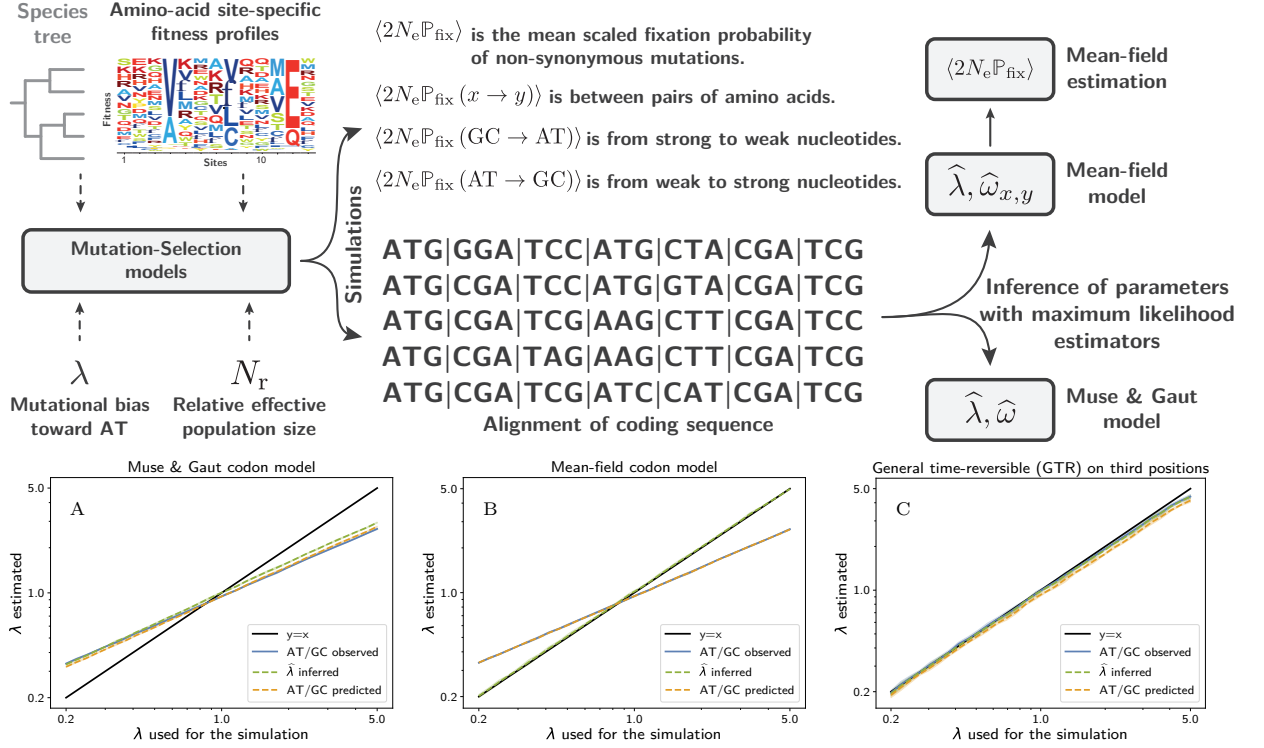 Species
tree
Amino-acid site-specific
fitness profiles
Fitness
1
10
Sites
⟨2NₑPfix⟩ is the mean scaled fixation probability
of non-synonymous mutations.
⟨2NₑPfix (x → y)⟩ is between pairs of amino acids.
⟨2NₑPfix (GC → AT)⟩ is from strong to weak nucleotides.
⟨2NₑPfix (AT → GC)⟩ is from weak to strong nucleotides.
⟨2NₑPfix⟩
Mean-field
estimation
λ̂, ω̂x,y
Mean-field
model
Mutation-Selection
models
Simulations
ATG|GGA|TCC|ATG|CTA|CGA|TCG
ATG|CGA|TCC|ATG|GTA|CGA|TCG
ATG|CGA|TCG|AAG|CTT|CGA|TCC
ATG|CGA|TAG|AAG|CTT|CGA|TCG
ATG|CGA|TCG|ATC|CAT|CGA|TCG
Alignment of coding sequence
Inference of parameters
with maximum likelihood
estimators
λ
Mutational bias
toward AT
Nr
Relative effective
population size
λ̂, ω̂
Muse & Gaut
model
Muse & Gaut codon model
A
5.0
1.0
0.2
λ estimated
y=x
AT/GC observed
λ̂ inferred
AT/GC predicted
0.2
1.0
5.0
λ used for the simulation
Mean-field codon model
B
5.0
1.0
0.2
λ estimated
y=x
AT/GC observed
λ̂ inferred
AT/GC predicted
0.2
1.0
5.0
λ used for the simulation
General time-reversible (GTR) on third positions
C
5.0
1.0
0.2
λ estimated
y=x
AT/GC observed
λ̂ inferred
AT/GC predicted
0.2
1.0
5.0
λ used for the simulation